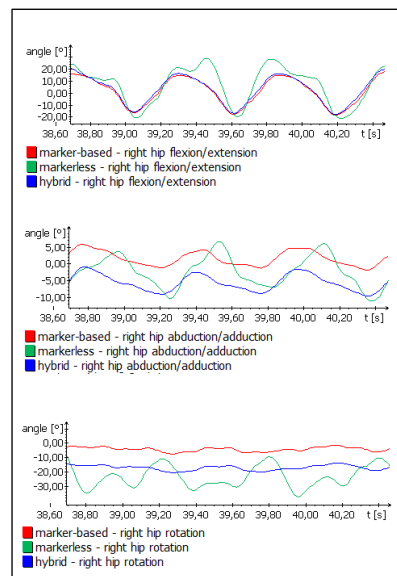 angle [º]
20,00
10,00
0,00
-10,00
-20,00
38,60 38,80 39,00 39,20 39,40 39,60 39,80 40,00 40,20 t [s]
marker-based - right hip flexion/extension
markerless - right hip flexion/extension
hybrid - right hip flexion/extension
angle [º]
5,00
0,00
-5,00
-10,00
38,60 38,80 39,00 39,20 39,40 39,60 39,80 40,00 40,20 t [s]
marker-based - right hip abduction/adduction
markerless - right hip abduction/adduction
hybrid - right hip abduction/adduction
angle [º]
0,00
-10,00
-20,00
-30,00
38,80 39,00 39,20 39,40 39,60 39,80 40,00 40,20 t [s]
marker-based - right hip rotation
markerless - right hip rotation
hybrid - right hip rotation